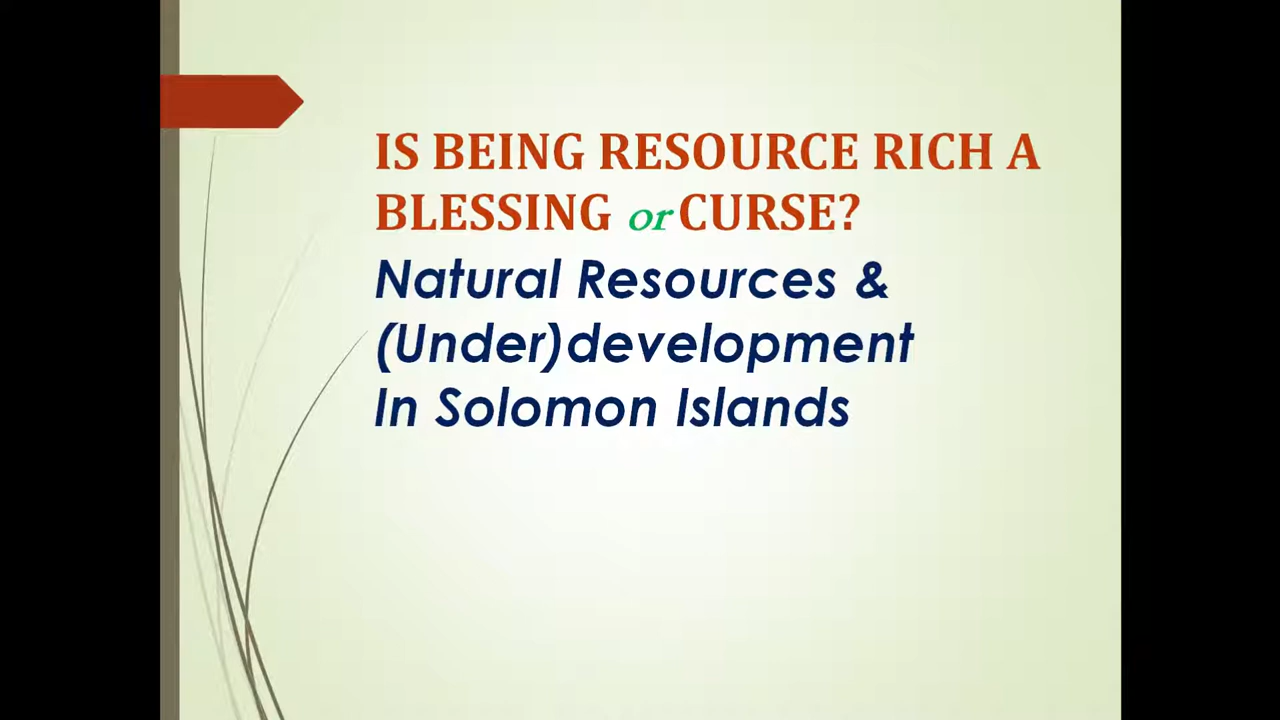 IS BEING RESOURCE RICH A
BLESSING or CURSE?
Natural Resources &
(Under)development
In Solomon Islands